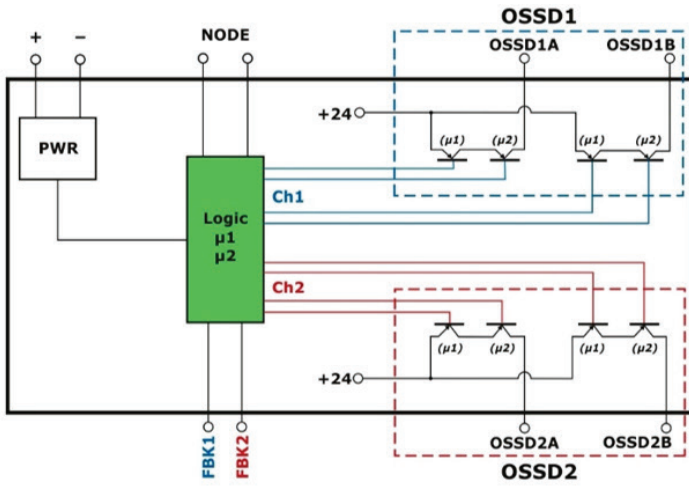 OSSD1
+ − NODE OSSD1A OSSD1B
+24
(μ1) (μ2) (μ1) (μ2)
PWR
Ch1
Logic
μ1
μ2
Ch2
(μ1) (μ2) (μ1) (μ2)
+24
FBK1 FBK2 OSSD2A OSSD2B
OSSD2